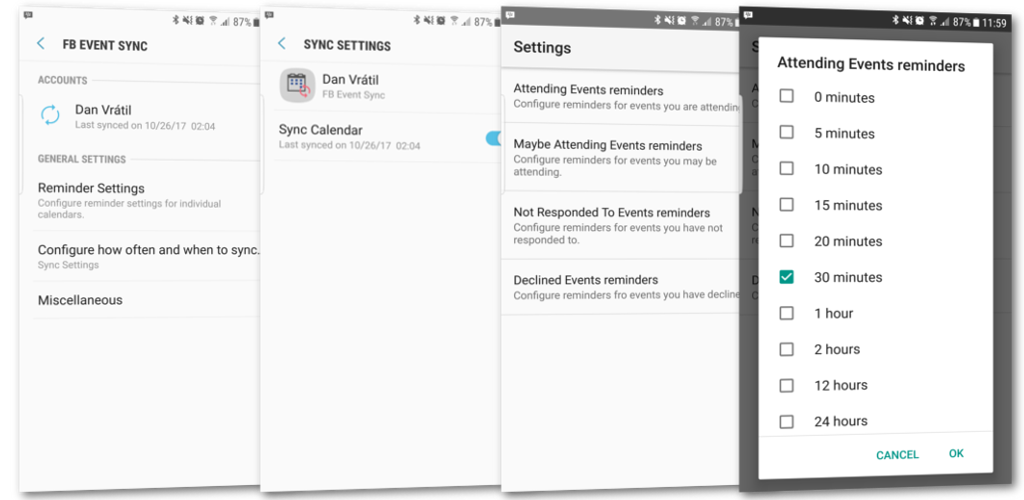 87%
FB EVENT SYNC
ACCOUNTS
Dan Vrátil
Last synced on 10/26/17 02:04
GENERAL SETTINGS
Reminder Settings
Configure reminder settings for individual
calendars.
Configure how often and when to sync.
Sync Settings
Miscellaneous
87%
SYNC SETTINGS
Dan Vrátil
FB Event Sync
Sync Calendar
Last synced on 10/26/17 02:04
87%
Settings
Attending Events reminders
Configure reminders for events you are attendin
Maybe Attending Events reminders
Configure reminders for events you may be
attending.
Not Responded To Events reminders
Configure reminders for events you have not
responded to.
Declined Events reminders
Configure reminders fro events you have decline
87% 11:59
Attending Events reminders
0 minutes
5 minutes
10 minutes
15 minutes
20 minutes
30 minutes
1 hour
2 hours
12 hours
24 hours
CANCEL OK